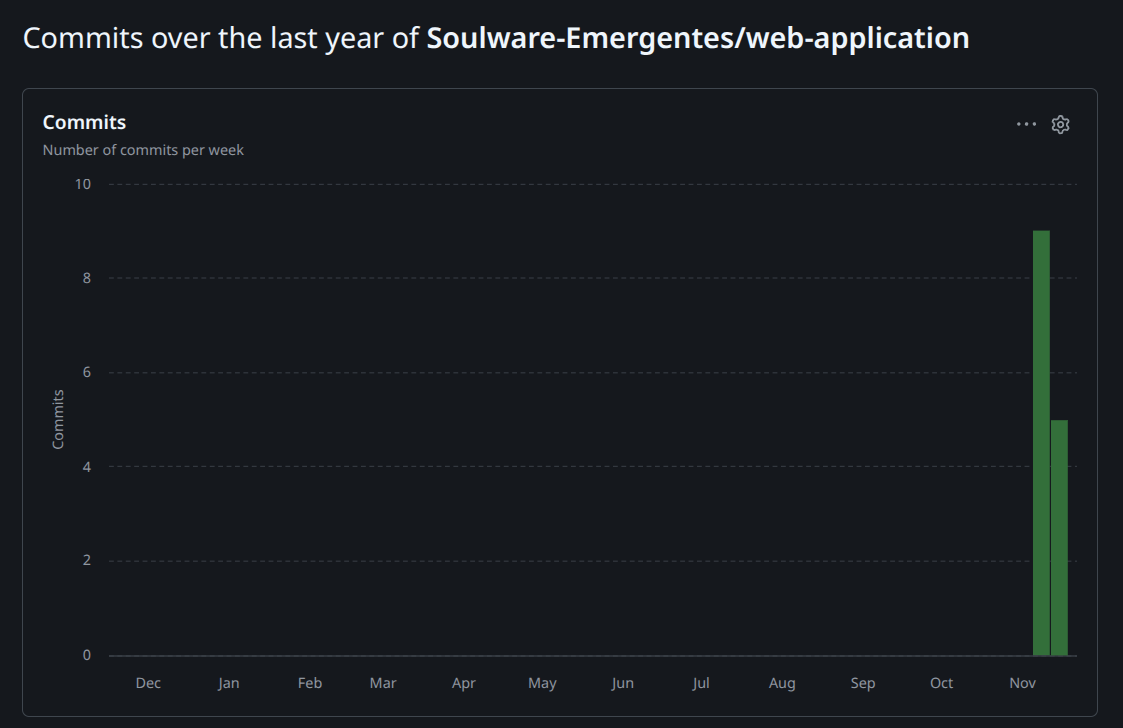 Commits over the last year of Soulware-Emergentes/web-application
Commits
Number of commits per week
10
8
6
4
2
0
Commits
Dec Jan Feb Mar Apr May Jun Jul Aug Sep Oct Nov